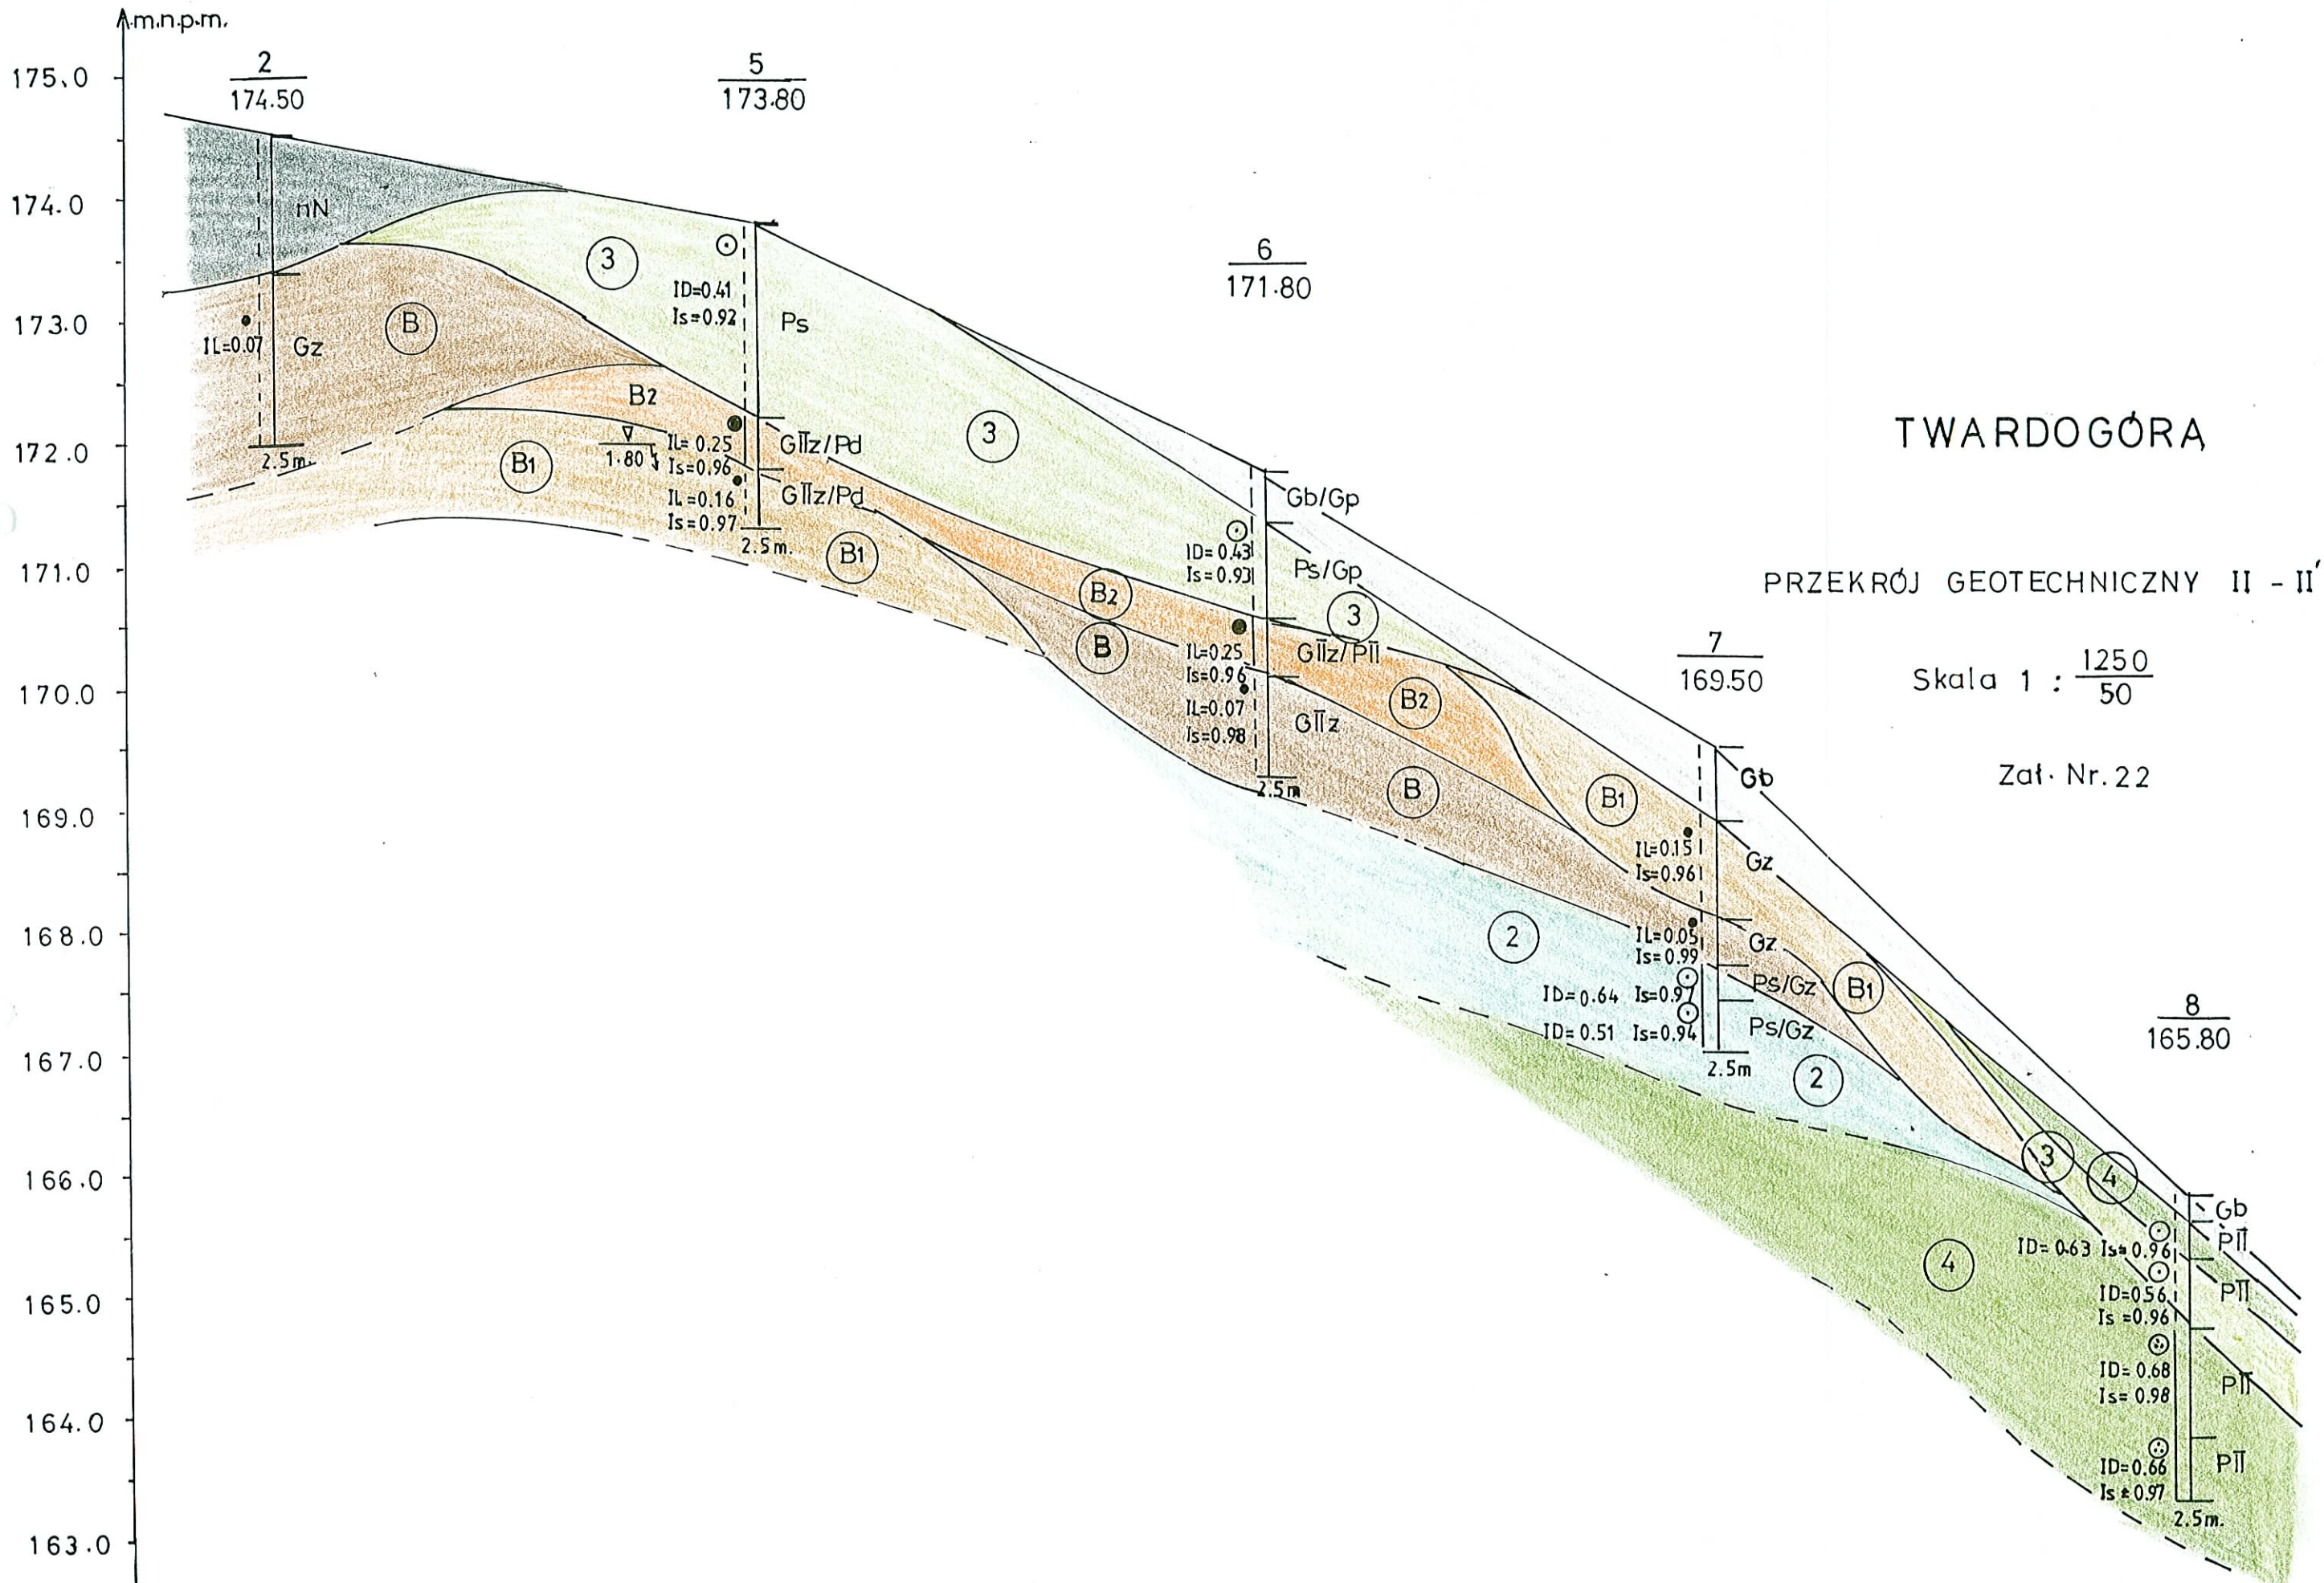 m.n.p.m.
175.0
174.0
173.0
172.0
171.0
170.0
169.0
168.0
167.0
166.0
165.0
164.0
163.0
2
174.50
nN
IL=0.07
Gz
B
2.5m.
5
173.80
3
ID=0.41
Is=0.92
Ps
B2
GΠz/Pd
IL=0.25
Is=0.96
1.80
B1
GΠz/Pd
IL=0.16
Is=0.97
2.5m.
B1
3
6
171.80
Gb/Gp
ID=0.43
Is=0.93
Ps/Gp
3
B2
B
GΠz/PΠ
IL=0.25
Is=0.96
B2
IL=0.07
Is=0.98
GΠz
2.5m
B
TWARDOGÓRA
PRZEKRÓJ GEOTECHNICZNY II - II'
Skala 1 : 1250
50
Zał. Nr. 22
7
169.50
Gb
B1
IL=0.15
Is=0.96
Gz
IL=0.05
Is=0.99
Gz
2
ID=0.64 Is=0.97
Ps/Gz
ID=0.51 Is=0.94
Ps/Gz
2.5m
B1
2
8
165.80
3
4
4
Gb
PΠ
ID=0.63 Is=0.96
ID=0.56
Is=0.96
PΠ
ID=0.68
Is=0.98
PΠ
ID=0.66
Is=0.97
PΠ
2.5m.